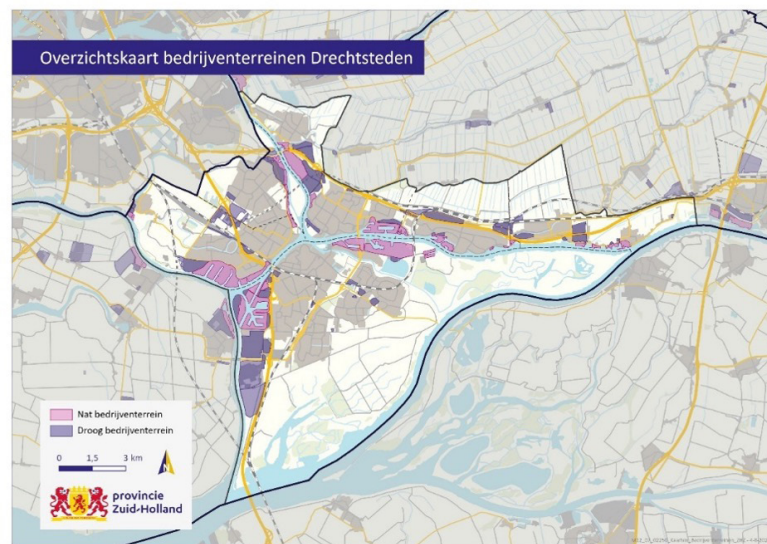 Overzichtskaart bedrijventerreinen Drechtsteden
Nat bedrijventerrein
Droog bedrijventerrein
0 1,5 3 km
provincie
Zuid-Holland